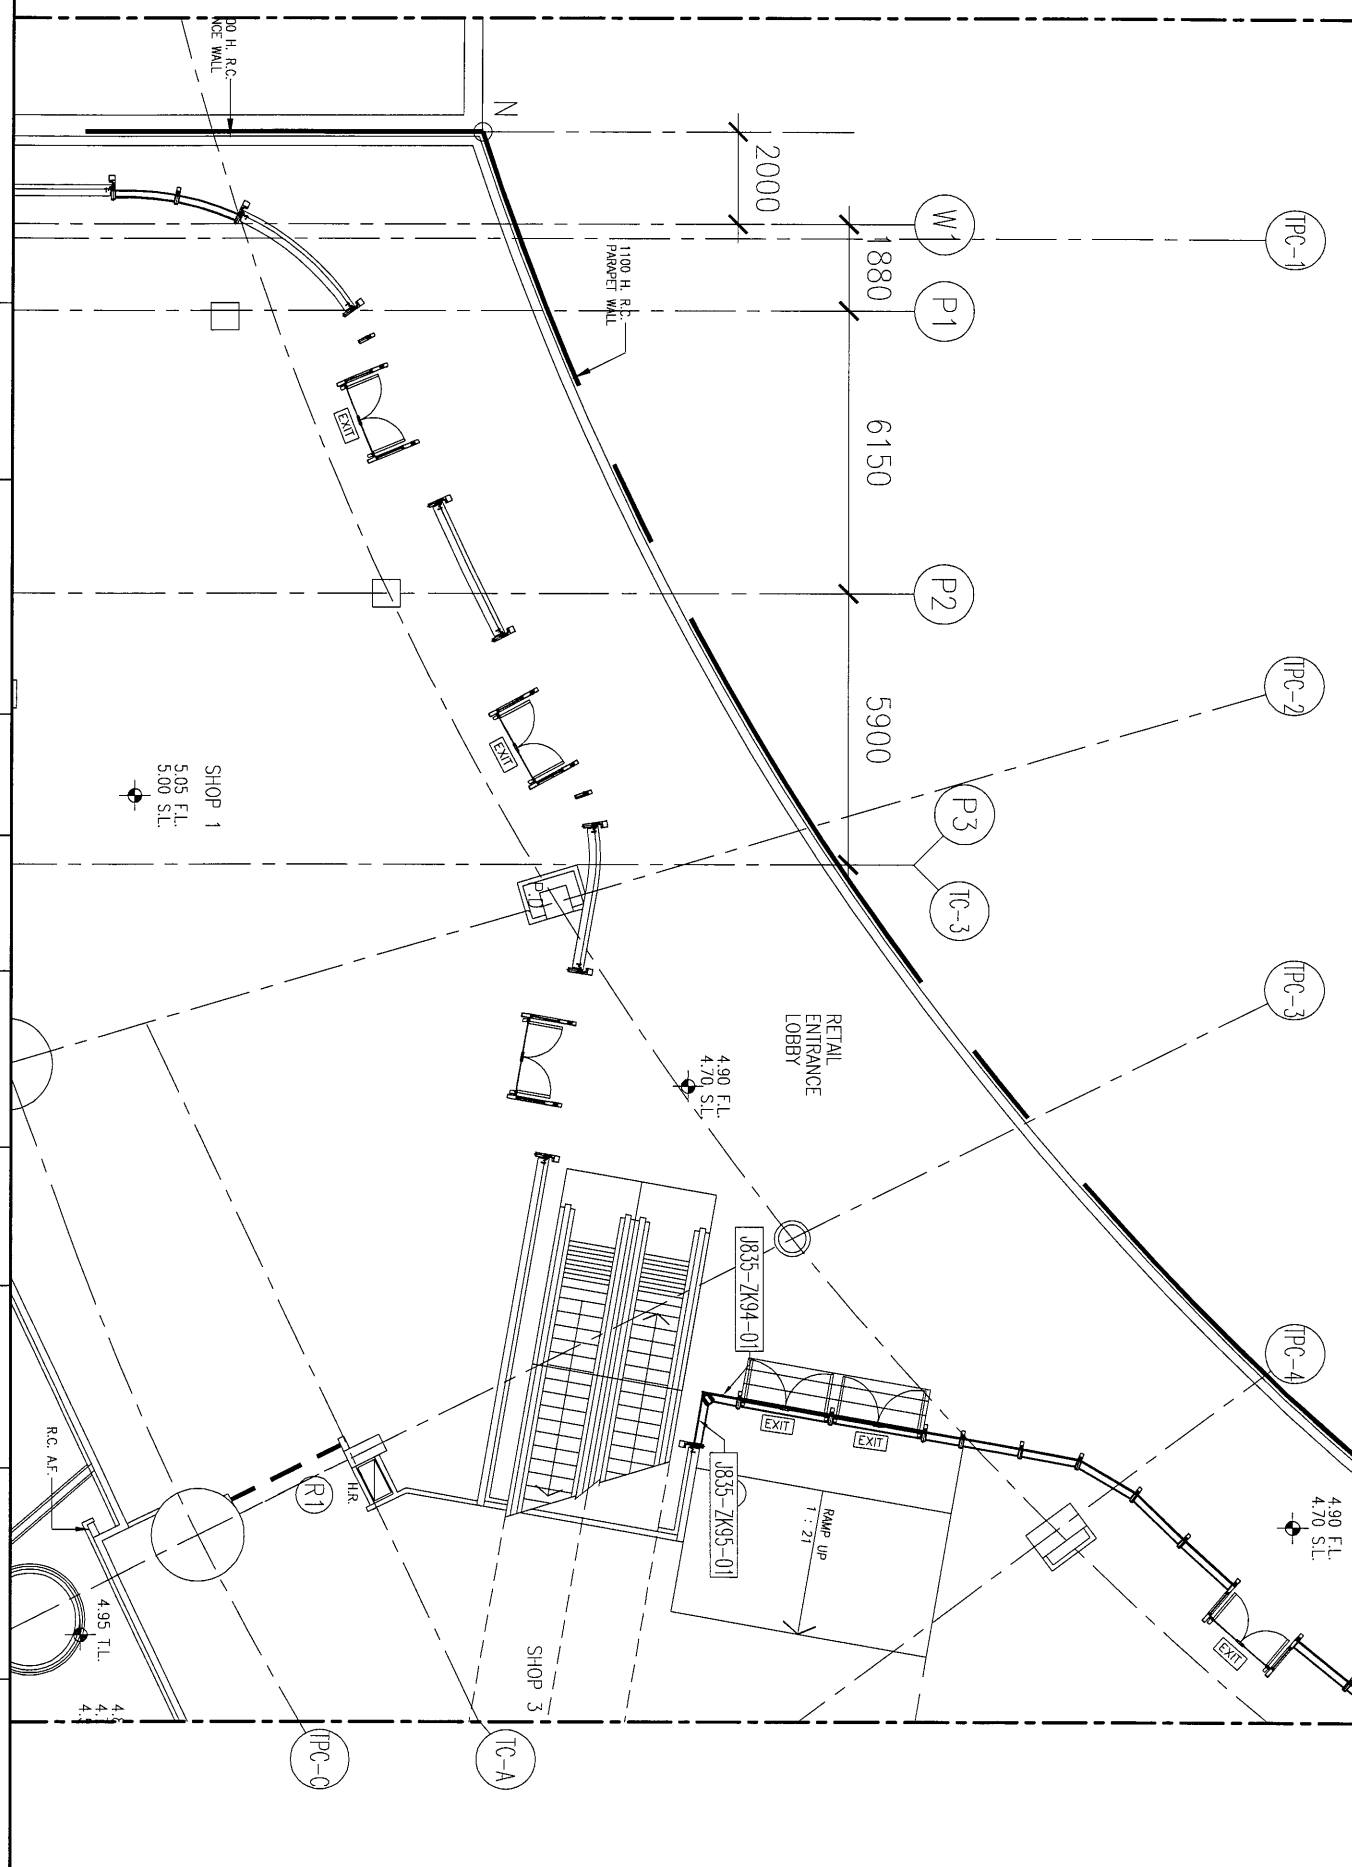 00 H. R.C.
NCE WALL
N
2000
W1
1880
TPC-1
P1
1100 H. R.C.
PARAPET WALL
6150
EXIT
P2
TPC-2
5900
EXIT
SHOP 1
5.05 F.L.
5.00 S.L.
P3
TC-3
TPC-3
RETAIL
ENTRANCE
LOBBY
4.90 F.L.
4.70 S.L.
J835-ZK94-01
TPC-4
EXIT
EXIT
J835-ZK95-01
RAMP UP
1 : 21
4.90 F.L.
4.70 S.L.
R.C. A.F.
H.R.
R1
EXIT
4.95 T.L.
SHOP 3
TPC-C
TC-A